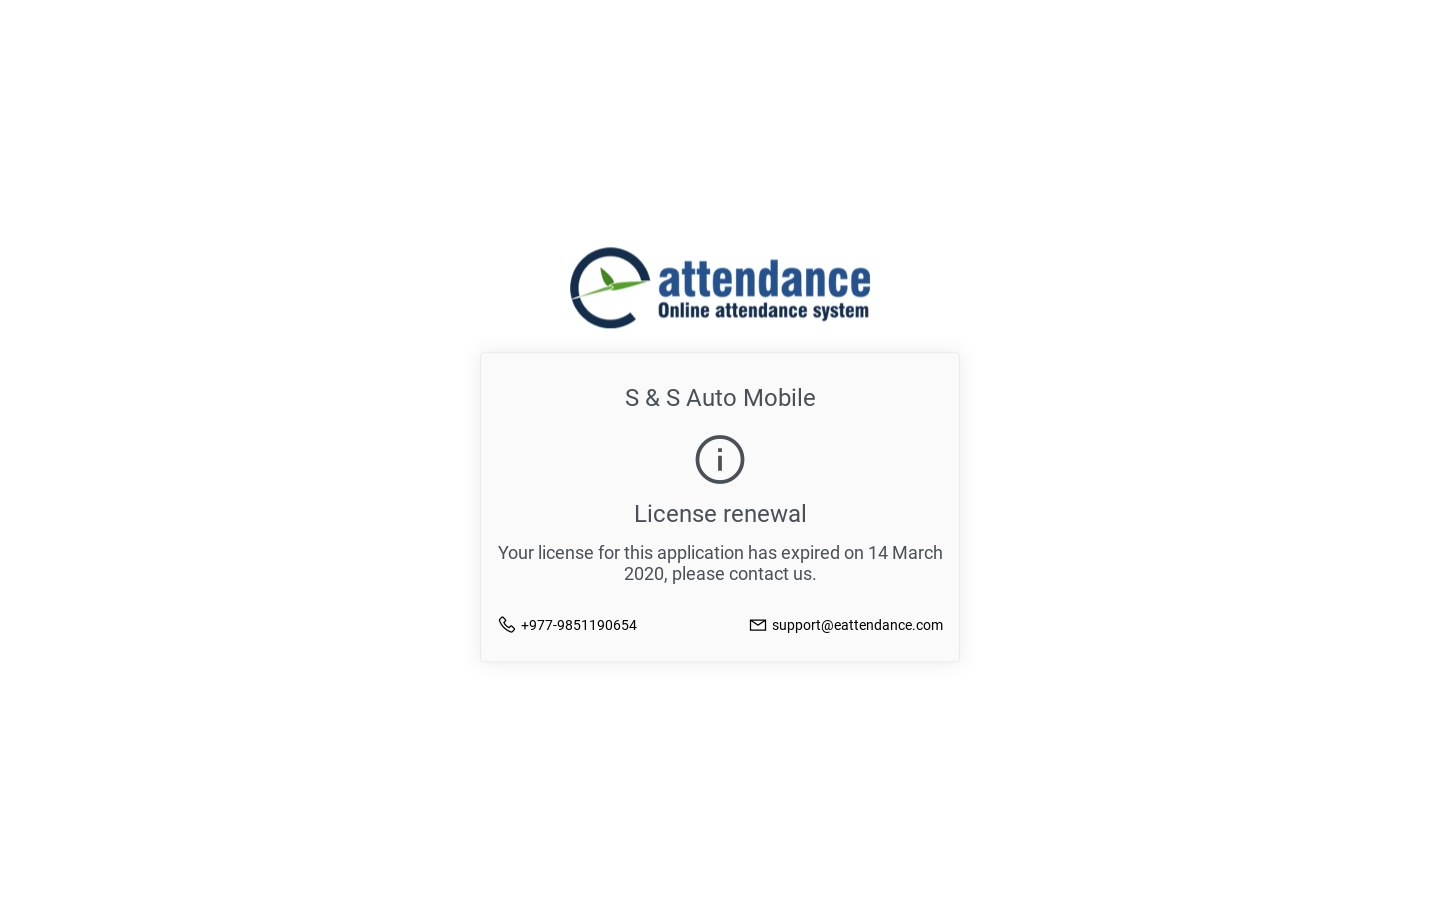 attendance
Online attendance system
S & S Auto Mobile
License renewal
Your license for this application has expired on 14 March
2020, please contact us.
+977-9851190654
support@eattendance.com